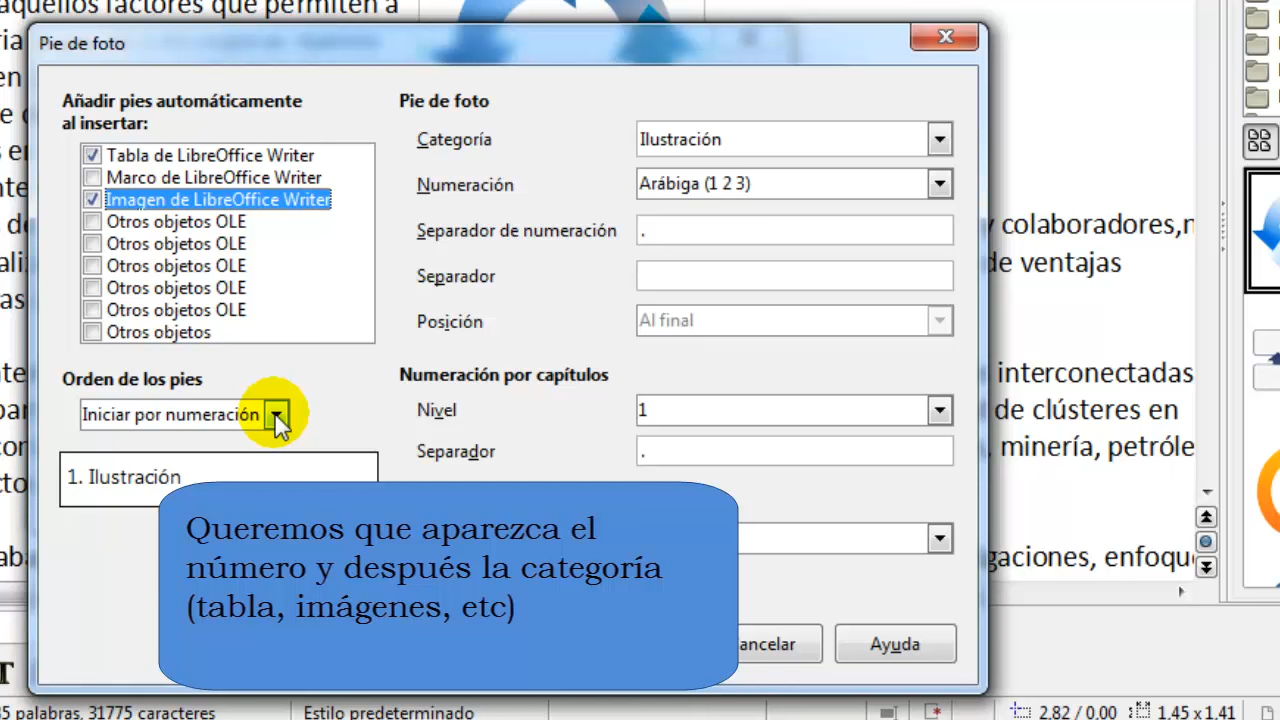 aquellos factores que permiten a
Pie de foto
Añadir pies automáticamente
al insertar:
Tabla de LibreOffice Writer
Marco de LibreOffice Writer
Imagen de LibreOffice Writer
Otros objetos OLE
Otros objetos OLE
Otros objetos OLE
Otros objetos OLE
Otros objetos OLE
Otros objetos
Orden de los pies
Iniciar por numeración
1. Ilustración
Pie de foto
Categoría
Ilustración
Numeración
Arábiga (1 2 3)
Separador de numeración
.
Separador
Posición
Al final
Numeración por capítulos
Nivel
1
Separador
.
Queremos que aparezca el
número y después la categoría
(tabla, imágenes, etc)
Ayuda
y colaboradores,
de ventajas
interconectadas
de clústeres en
minería,
enfoque
palabras, 31775 caracteres
Estilo predeterminado
2.82 / 0.00
1.45 x 1.41